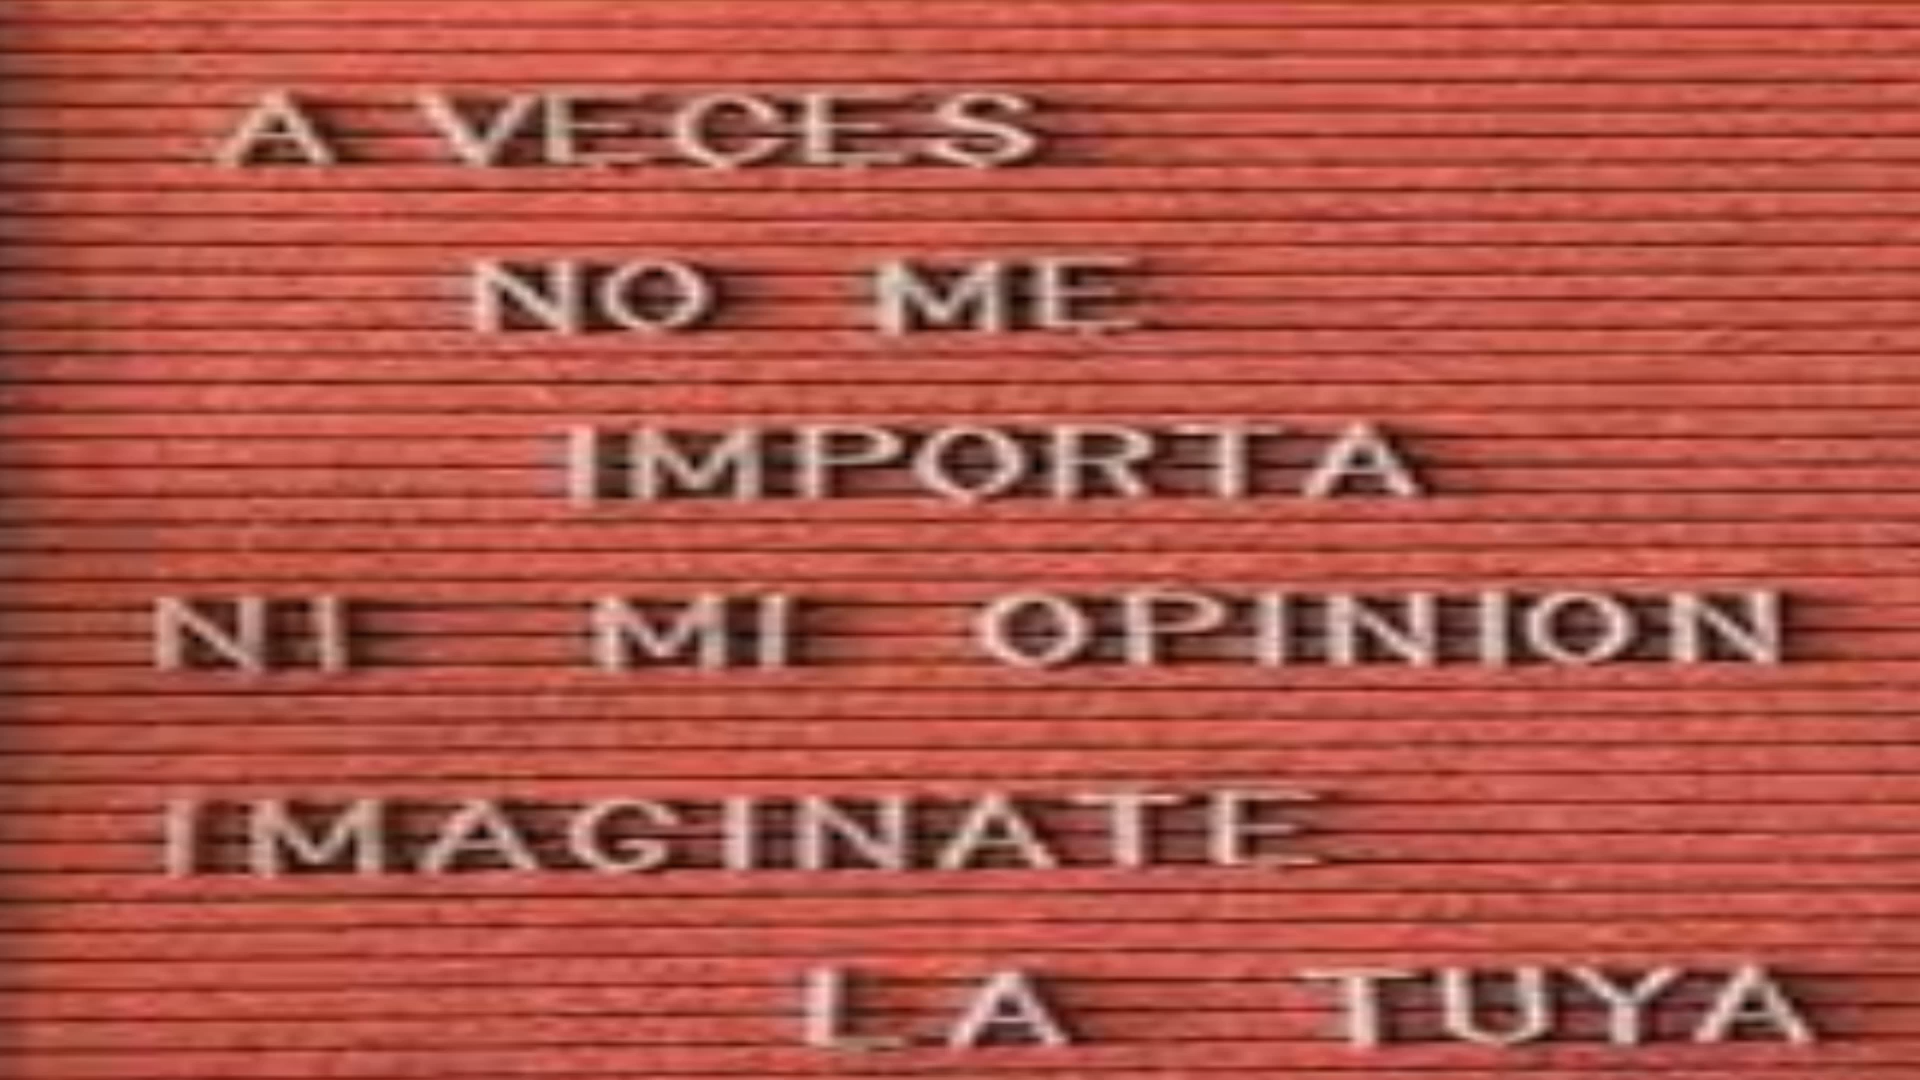 A VECES
NO ME
IMPORTA
NI MI OPINION
IMAGINATE
LA TUYA